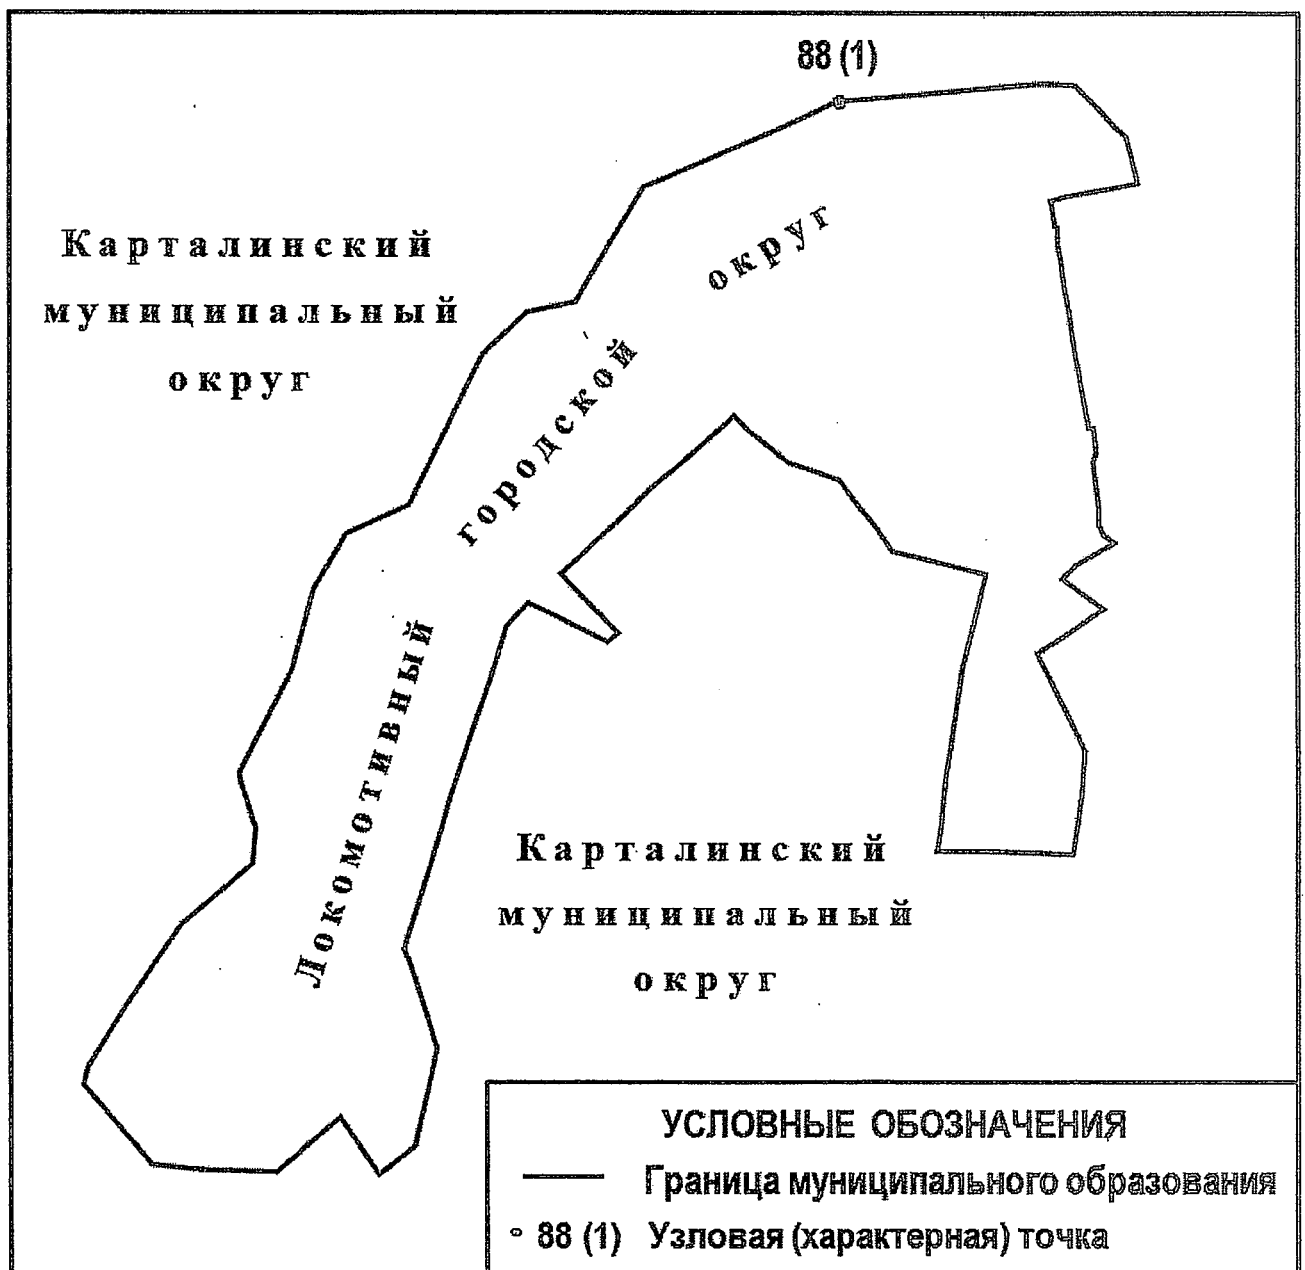 88 (1)
Карталинский
муниципальный
округ
Локомотивный городской округ
Карталинский
муниципальный
округ
УСЛОВНЫЕ ОБОЗНАЧЕНИЯ
Граница муниципального образования
88 (1) Узловая (характерная) точка